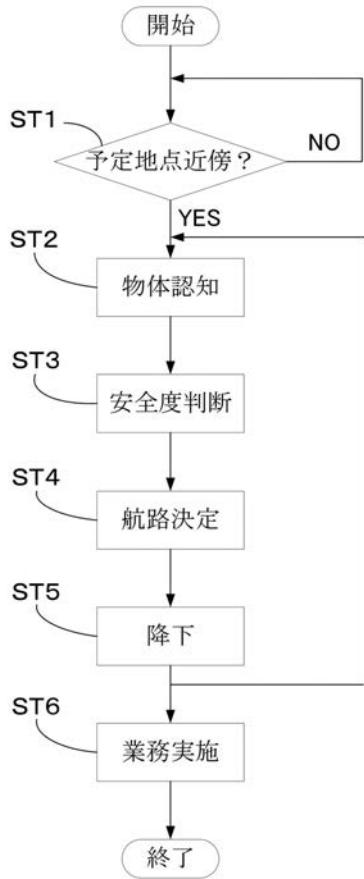 開始
ST1
予定地点近傍？
NO
YES
ST2
物体認知
ST3
安全度判断
ST4
航路決定
ST5
降下
ST6
業務実施
終了